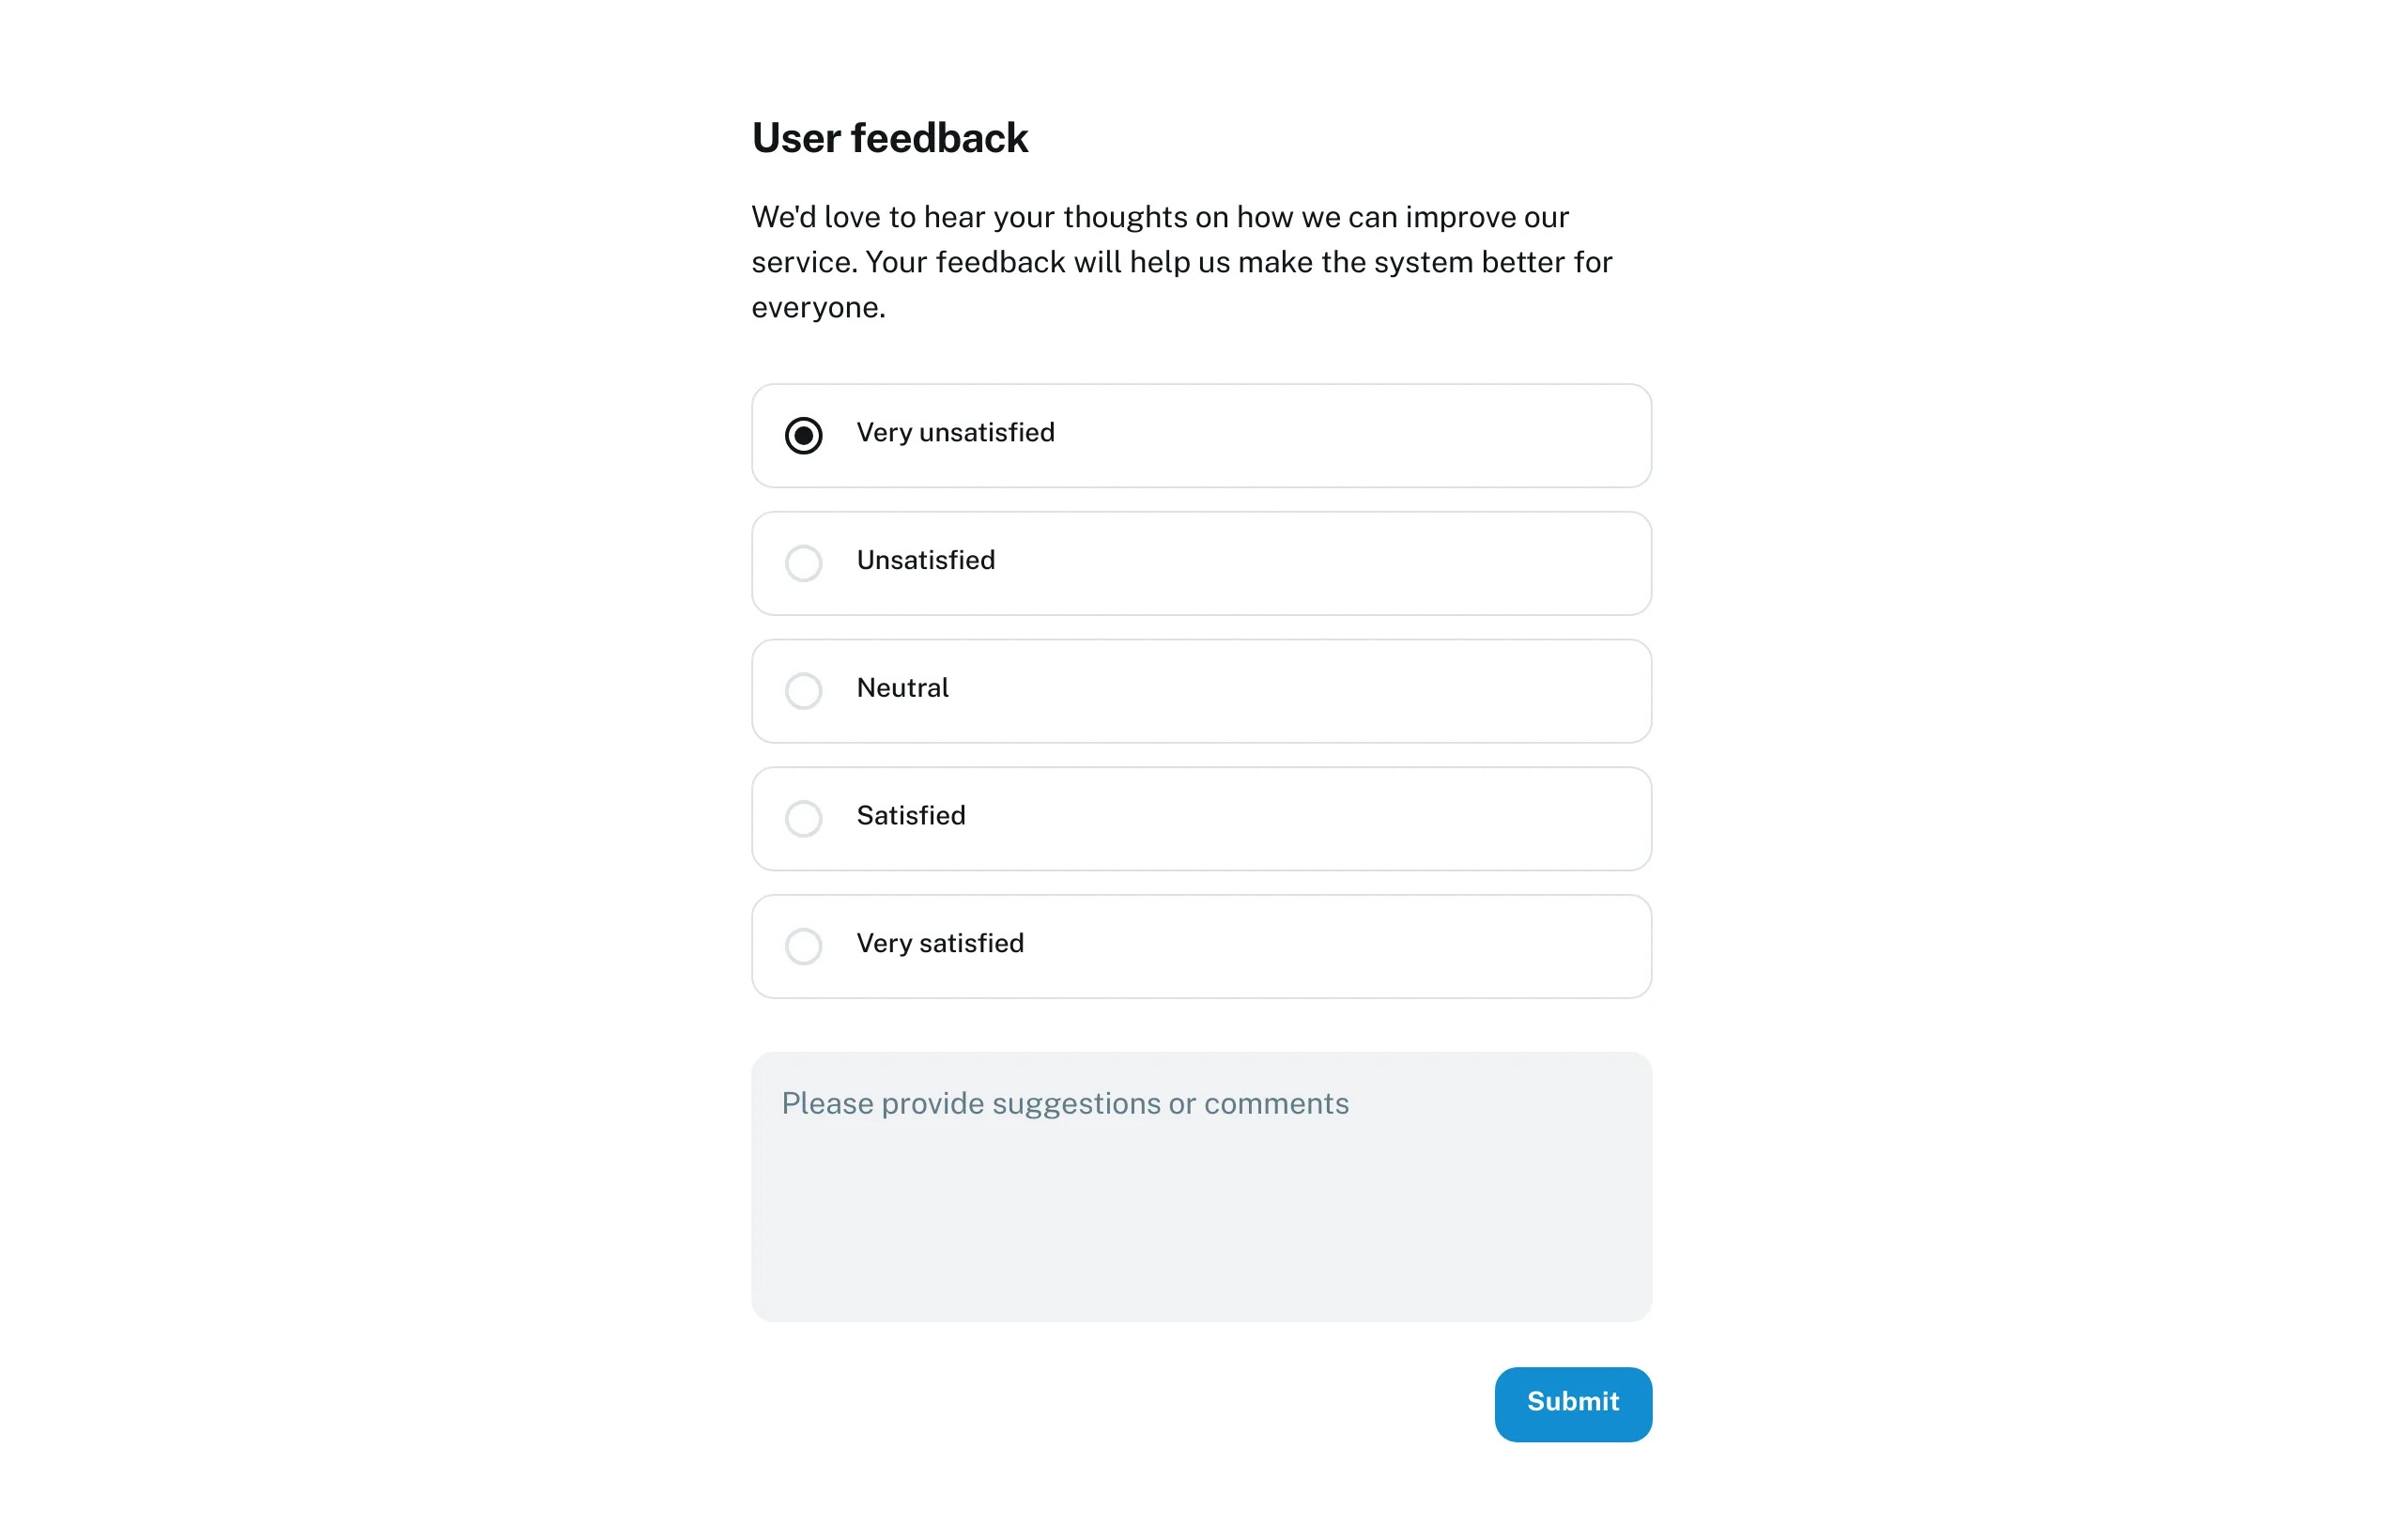 User feedback
We'd love to hear your thoughts on how we can improve our
service. Your feedback will help us make the system better for
everyone.
Very unsatisfied
Unsatisfied
Neutral
Satisfied
Very satisfied
Please provide suggestions or comments
Submit